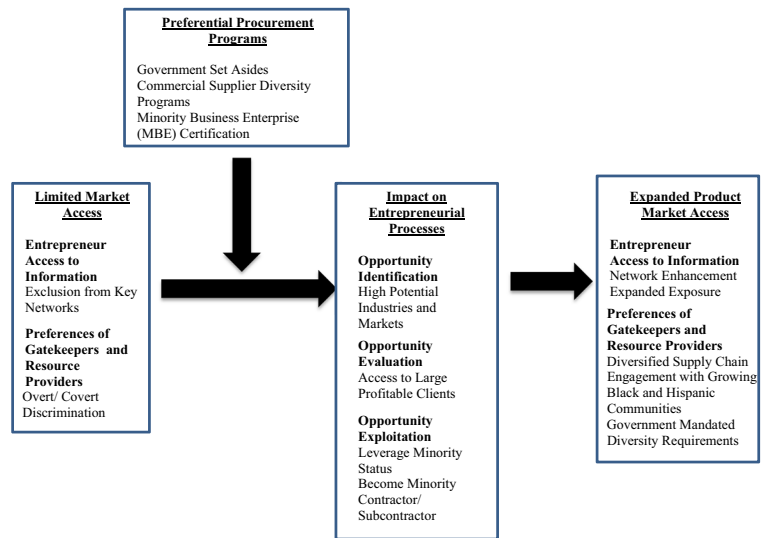 Preferential Procurement
Programs
Government Set Asides
Commercial Supplier Diversity
Programs
Minority Business Enterprise
(MBE) Certification
Limited Market
Access
Entrepreneur
Access to
Information
Exclusion from Key
Networks
Preferences of
Gatekeepers and
Resource
Providers
Overt/ Covert
Discrimination
Impact on
Entrepreneurial
Processes
Opportunity
Identification
High Potential
Industries and
Markets
Opportunity
Evaluation
Access to Large
Profitable Clients
Opportunity
Exploitation
Leverage Minority
Status
Become Minority
Contractor/
Subcontractor
Expanded Product
Market Access
Entrepreneur
Access to Information
Network Enhancement
Expanded Exposure
Preferences of
Gatekeepers and
Resource Providers
Diversified Supply Chain
Engagement with Growing
Black and Hispanic
Communities
Government Mandated
Diversity Requirements